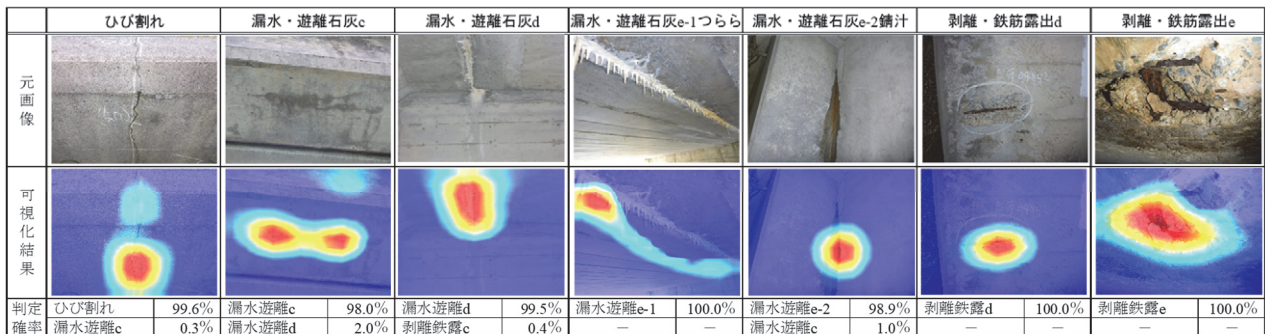 ひび割れ 漏水・遊離石灰c 漏水・遊離石灰d 漏水・遊離石灰e-1つらら 漏水・遊離石灰e-2錆汁 剥離・鉄筋露出d 剥離・鉄筋露出e
元画像
可視化結果
判定 ひび割れ 99.6% 漏水遊離c 98.0% 漏水遊離d 99.5% 漏水遊離e-1 100.0% 漏水遊離e-2 98.9% 剥離鉄露d 100.0% 剥離鉄露e 100.0%
確率 漏水遊離c 0.3% 漏水遊離d 2.0% 剥離鉄露c 0.4% － － 漏水遊離c 1.0% － － － －